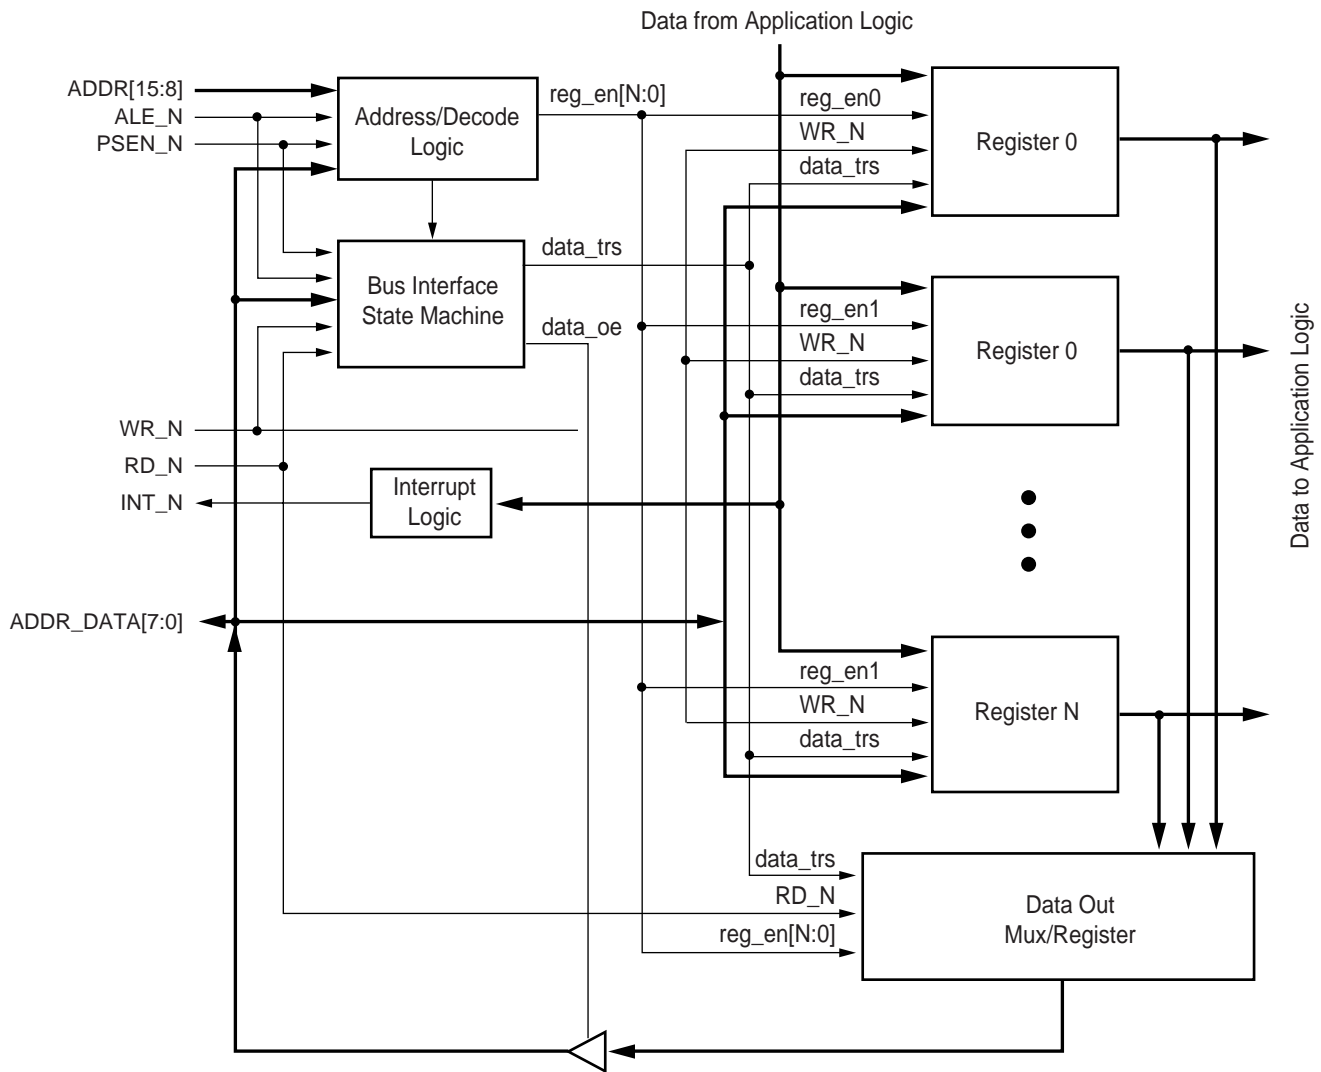 Data from Application Logic
ADDR[15:8]
ALE_N
PSEN_N
Address/Decode
Logic
reg_en[N:0]
reg_en0
WR_N
data_trs
Register 0
Bus Interface
State Machine
data_trs
data_oe
reg_en1
WR_N
data_trs
Register 0
Data to Application Logic
WR_N
RD_N
INT_N
Interrupt
Logic
ADDR_DATA[7:0]
reg_en1
WR_N
data_trs
Register N
data_trs
RD_N
reg_en[N:0]
Data Out
Mux/Register